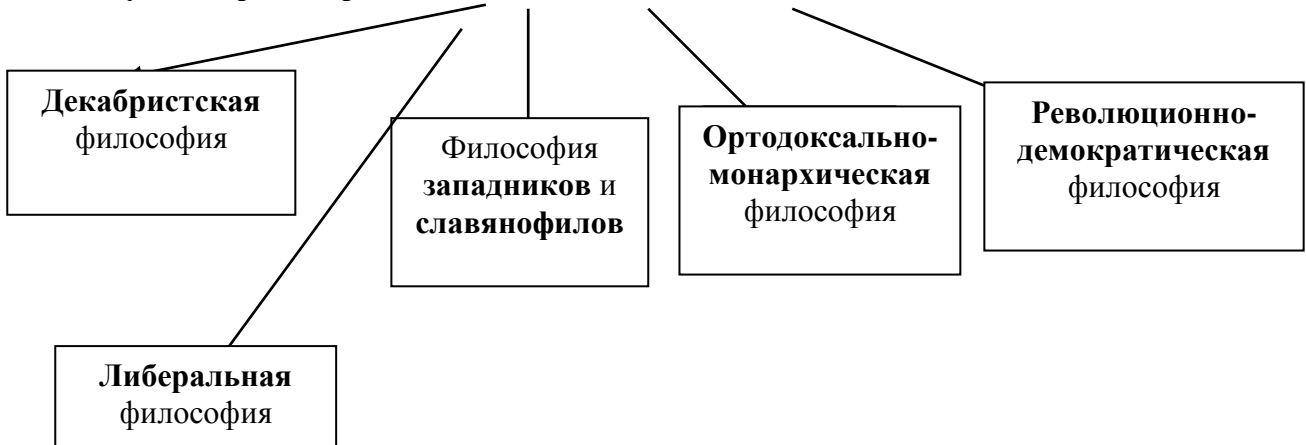 Декабристская
философия
Философия
западников и
славянофилов
Ортодоксально-
монархическая
философия
Революционно-
демократическая
философия
Либеральная
философия